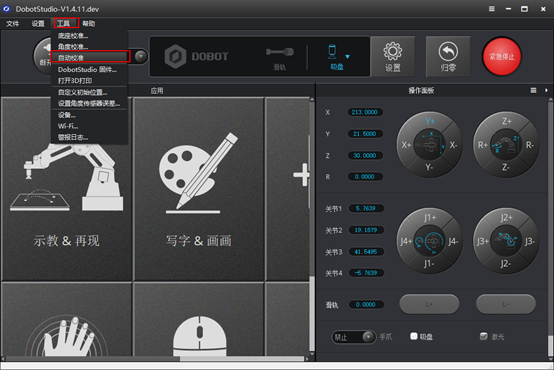 DobotStudio-V1.4.11.dev
文件 设置 工具 帮助
底座校准...
角度校准...
自动校准
DobotStudio 固件...
打开3D打印
自定义初始位置...
设置角度传感器误差...
设备...
Wi-Fi...
警报日志...
DOBOT
滑轨
吸盘
设置
归零
紧急停止
应用
操作面板
示教 & 再现
写字 & 画画
X 213.0000
Y 21.5000
Z 30.0000
R 0.0000
Y+
X+ X-
Y-
Z+
R+ R-
Z-
关节1 5.7639
关节2 19.1879
关节3 41.5495
关节4 -5.7639
J1+
J4+ J4-
J1-
J2+
J3+ J3-
J2-
滑轨 0.0000 L+ L-
禁止 手爪 吸盘 激光